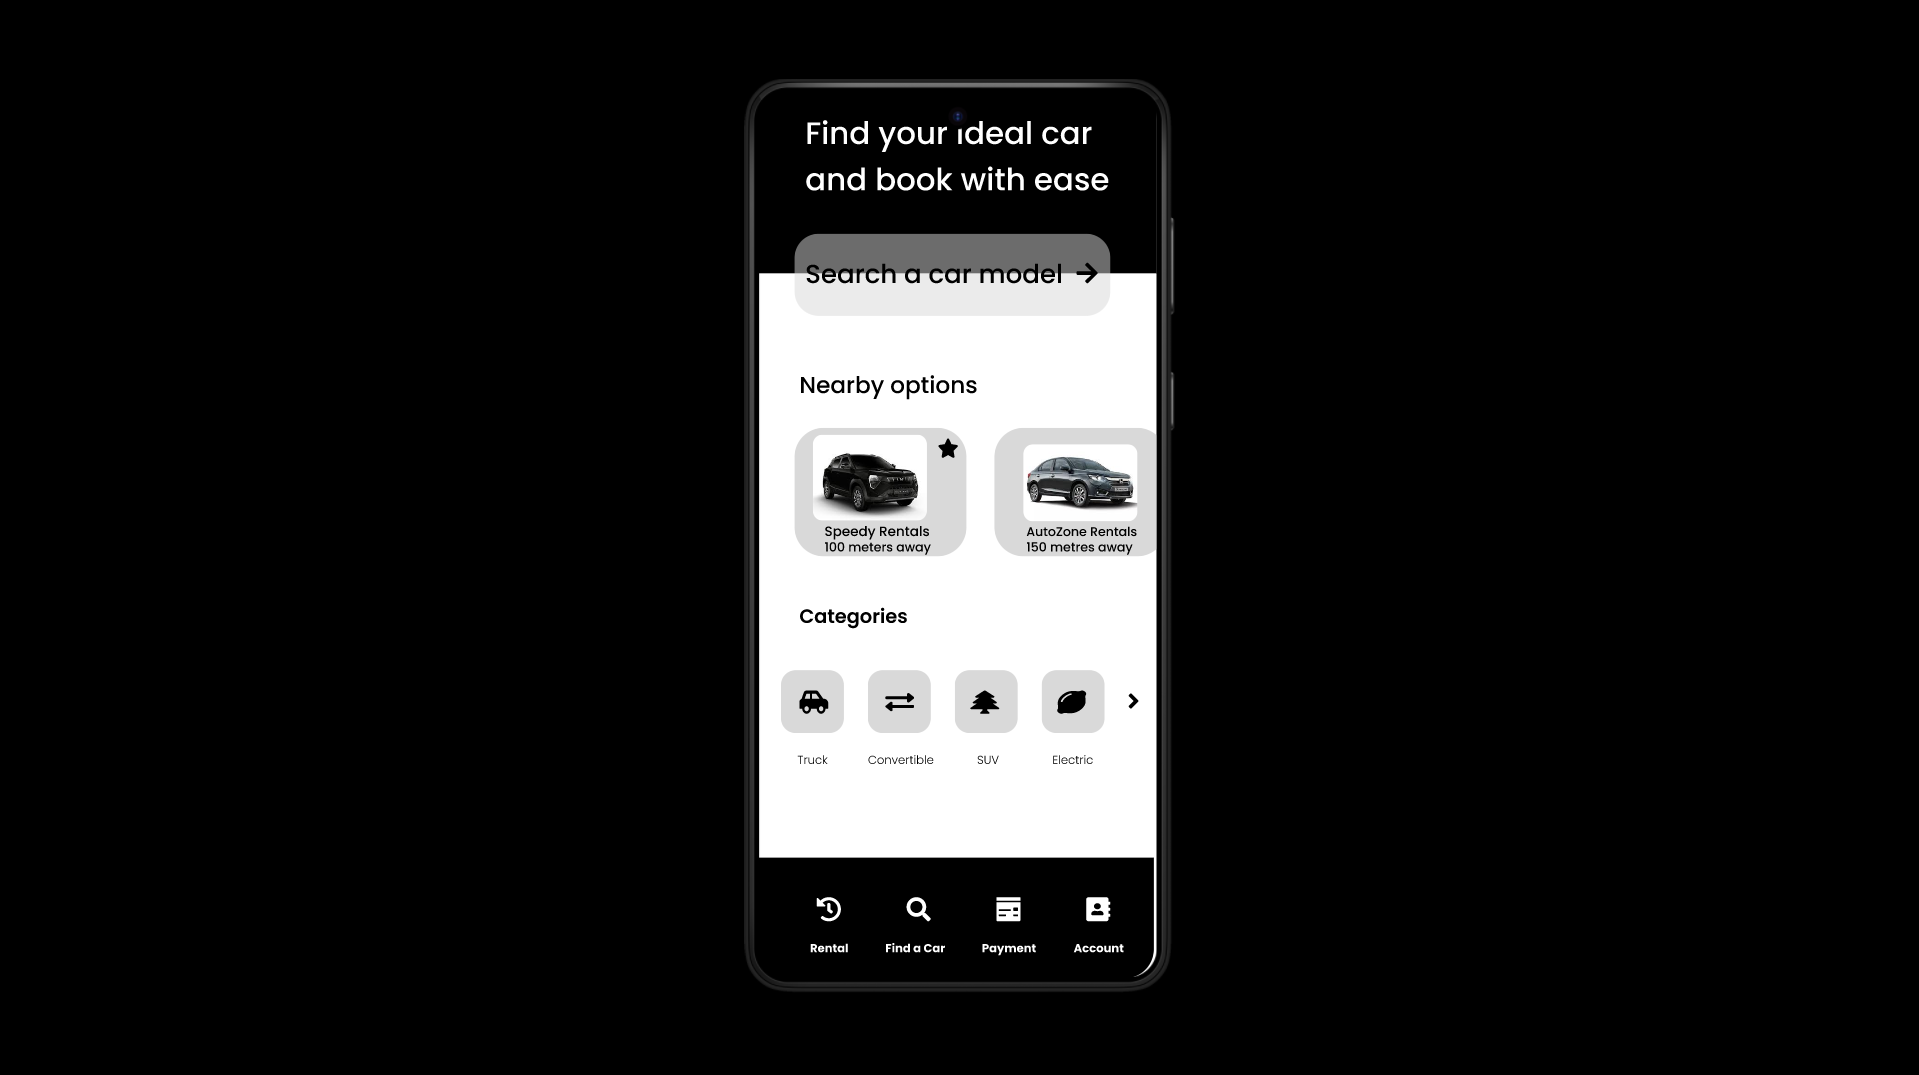 Find your ideal car
and book with ease
Search a car model
Nearby options
Speedy Rentals
100 meters away
AutoZone Rentals
150 metres away
Categories
Truck
Convertible
SUV
Electric
Rental
Find a Car
Payment
Account